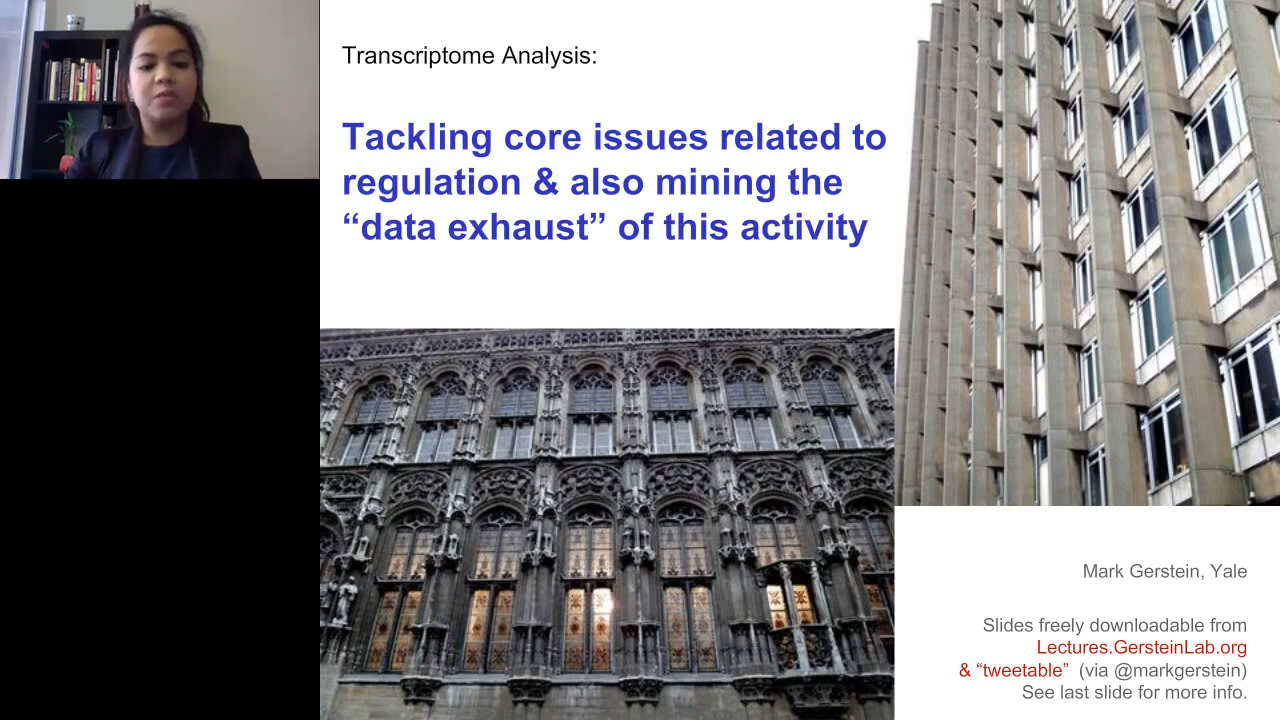 Transcriptome Analysis:
Tackling core issues related to
regulation & also mining the
“data exhaust” of this activity
Mark Gerstein, Yale
Slides freely downloadable from
Lectures.GersteinLab.org
& “tweetable” (via @markgerstein)
See last slide for more info.